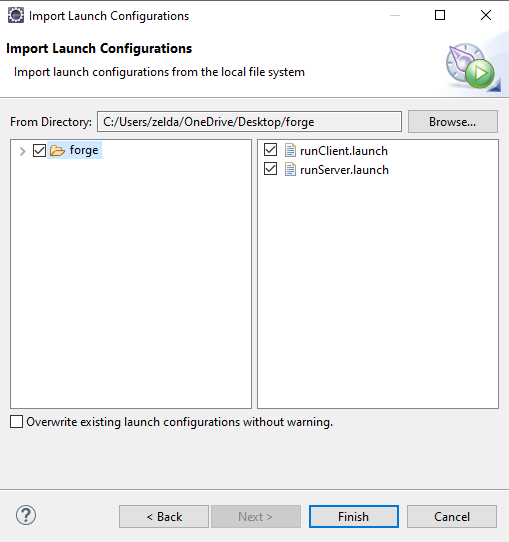 Import Launch Configurations
Import Launch Configurations
Import launch configurations from the local file system
From Directory: C:/Users/zelda/OneDrive/Desktop/forge Browse...
forge
runClient.launch
runServer.launch
Overwrite existing launch configurations without warning.
? < Back Next > Finish Cancel